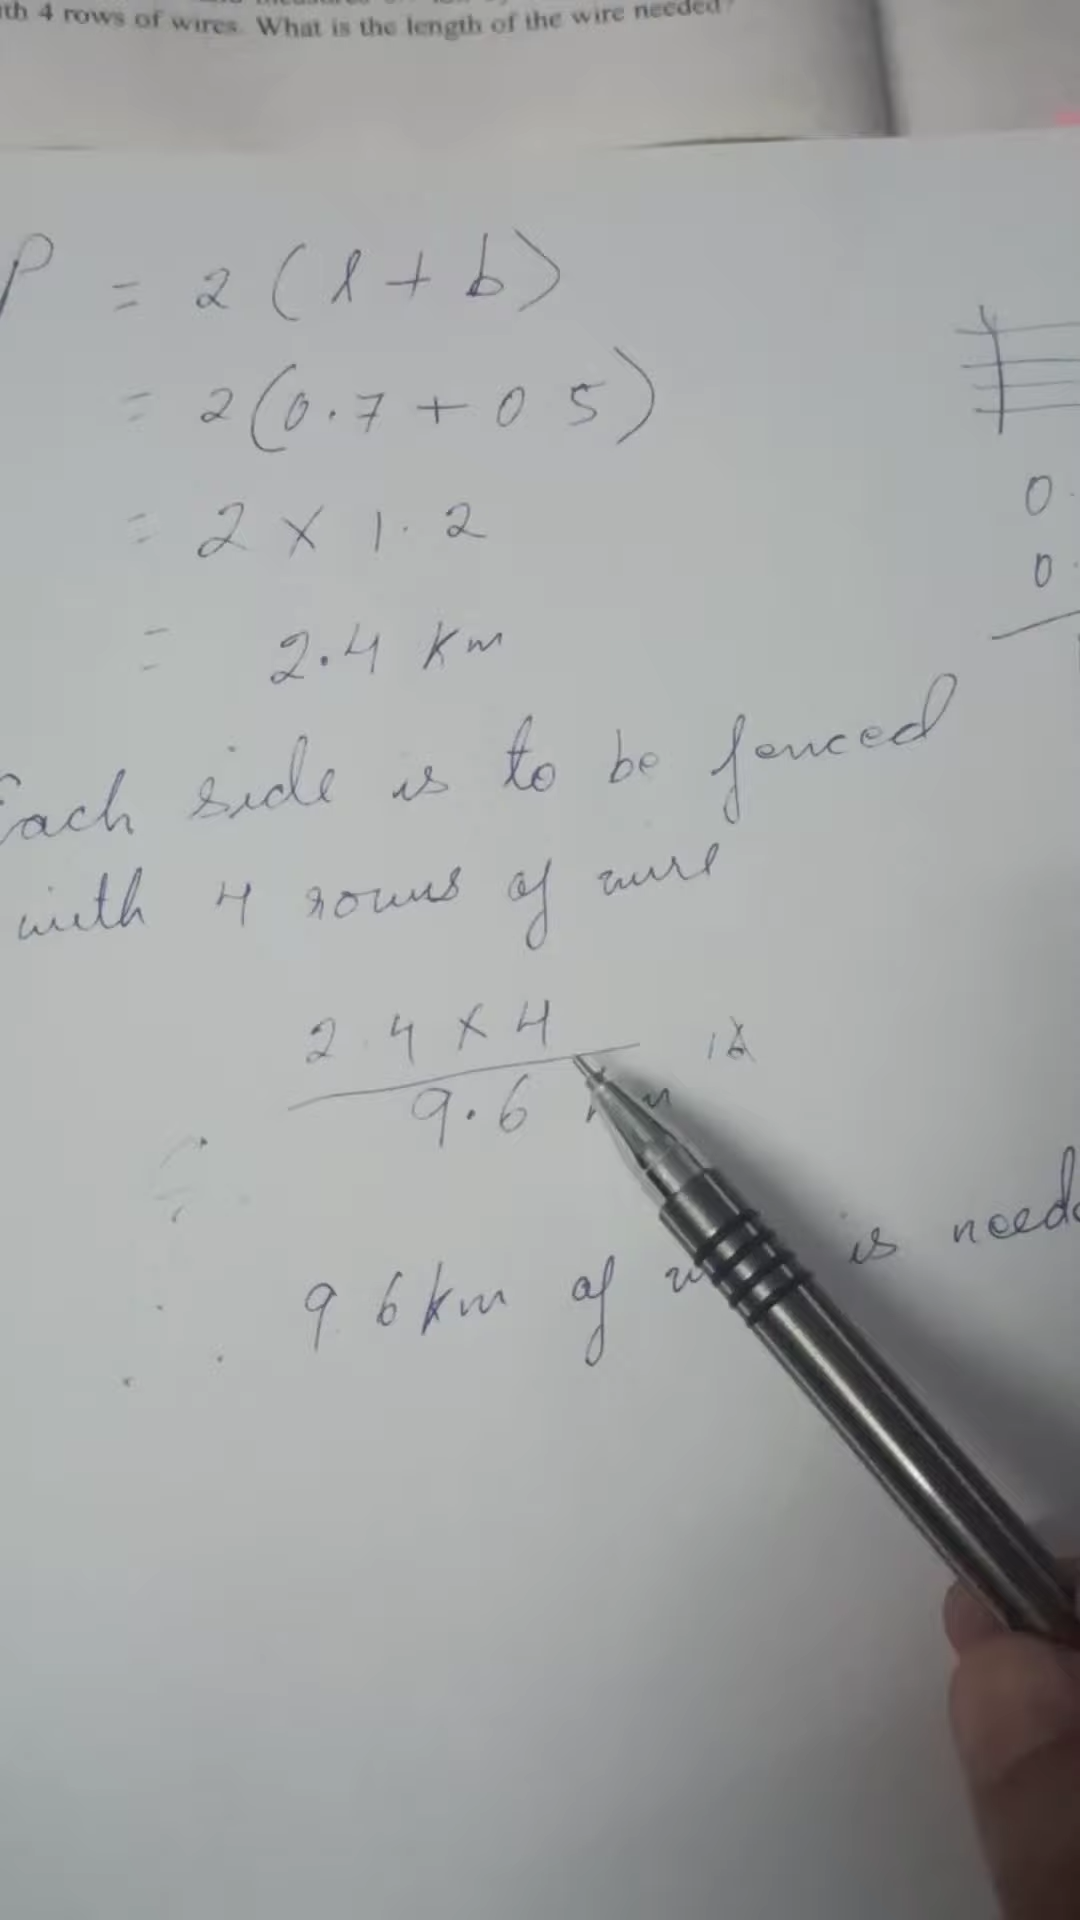 th 4 rows of wires. What is the length of the wire needed?
P = 2 (l + b)
= 2 (0.7 + 0 5)
= 2 × 1.2
0.
0.
= 2.4 Km
Each side is to be fenced
with 4 rows of wire
2.4 × 4
9.6
9 6 km of is need